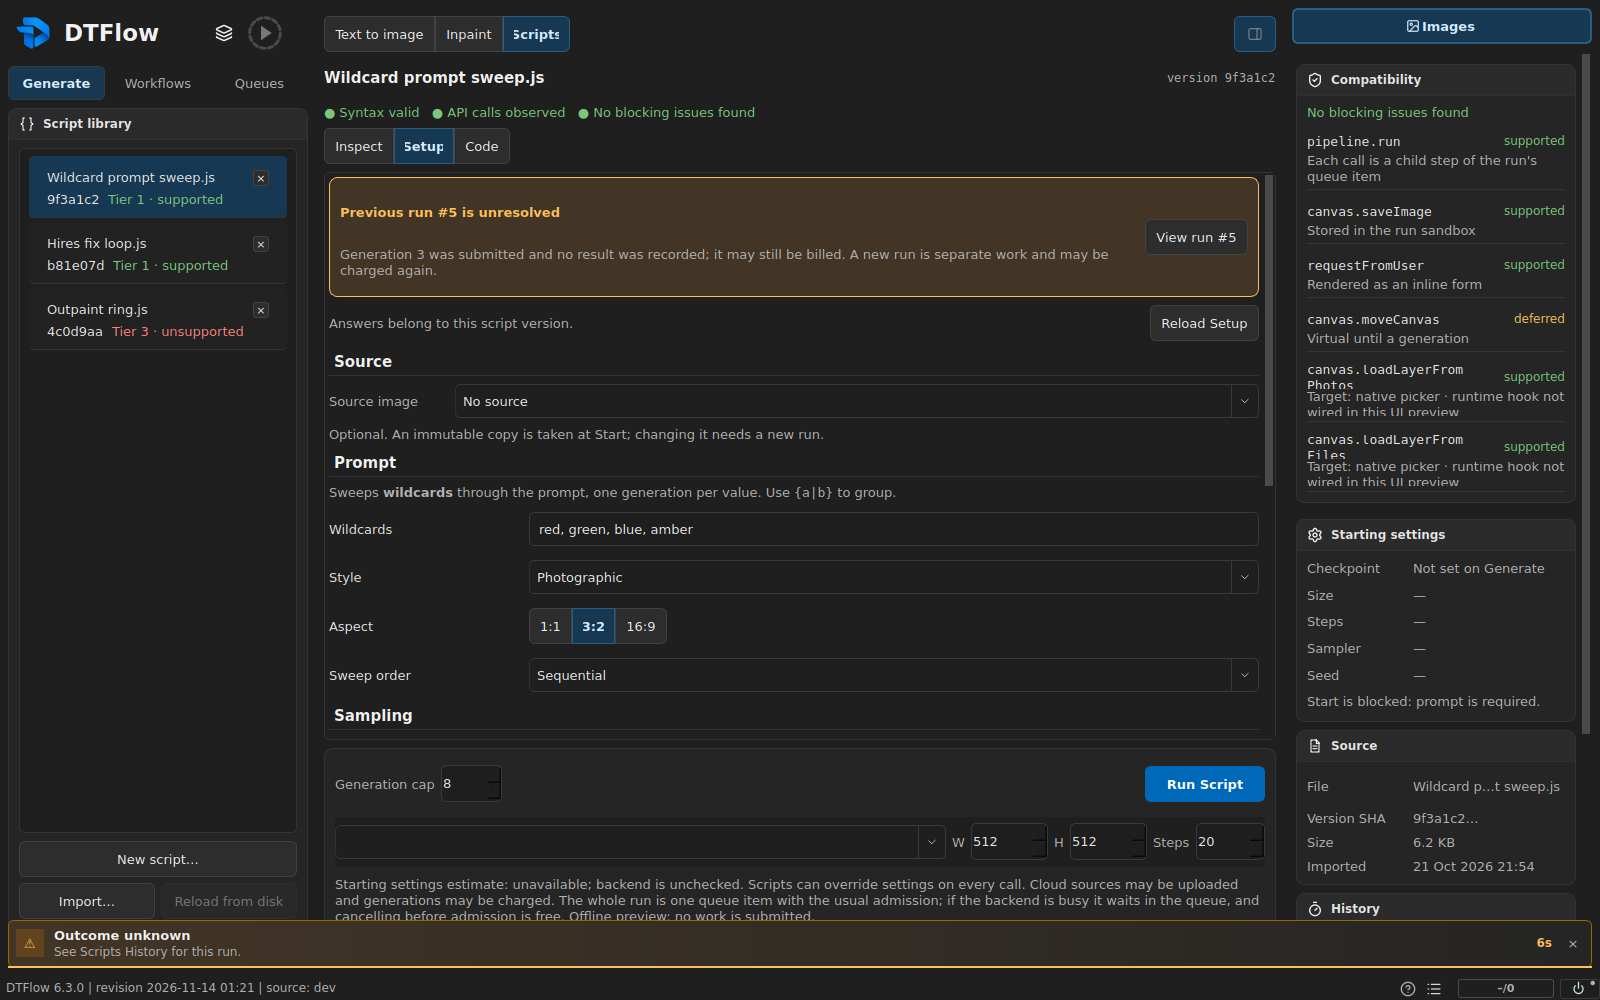 DTFlow
Text to image
Inpaint
Scripts
Images
Generate
Workflows
Queues
Script library
Wildcard prompt sweep.js
9f3a1c2 Tier 1 · supported
Hires fix loop.js
b81e07d Tier 1 · supported
Outpaint ring.js
4c0d9aa Tier 3 · unsupported
New script...
Import...
Reload from disk
Wildcard prompt sweep.js
version 9f3a1c2
Syntax valid
API calls observed
No blocking issues found
Inspect
Setup
Code
Previous run #5 is unresolved
Generation 3 was submitted and no result was recorded; it may still be billed. A new run is separate work and may be
charged again.
View run #5
Answers belong to this script version.
Reload Setup
Source
Source image
No source
Optional. An immutable copy is taken at Start; changing it needs a new run.
Prompt
Sweeps wildcards through the prompt, one generation per value. Use {a|b} to group.
Wildcards
red, green, blue, amber
Style
Photographic
Aspect
1:1
3:2
16:9
Sweep order
Sequential
Sampling
Generation cap
8
Run Script
W
512
H
512
Steps
20
Starting settings estimate: unavailable; backend is unchecked. Scripts can override settings on every call. Cloud sources may be uploaded
and generations may be charged. The whole run is one queue item with the usual admission; if the backend is busy it waits in the queue, and
cancelling before admission is free. Offline preview: no work is submitted.
Compatibility
No blocking issues found
pipeline.run
supported
Each call is a child step of the run's
queue item
canvas.saveImage
supported
Stored in the run sandbox
requestFromUser
supported
Rendered as an inline form
canvas.moveCanvas
deferred
Virtual until a generation
canvas.loadLayerFrom
Photos
supported
Target: native picker · runtime hook not
wired in this UI preview
canvas.loadLayerFrom
Files
supported
Target: native picker · runtime hook not
wired in this UI preview
Starting settings
Checkpoint
Not set on Generate
Size
—
Steps
—
Sampler
—
Seed
—
Start is blocked: prompt is required.
Source
File
Wildcard p...t sweep.js
Version SHA
9f3a1c2...
Size
6.2 KB
Imported
21 Oct 2026 21:54
History
Outcome unknown
See Scripts History for this run.
6s
DTFlow 6.3.0 | revision 2026-11-14 01:21 | source: dev
–/0